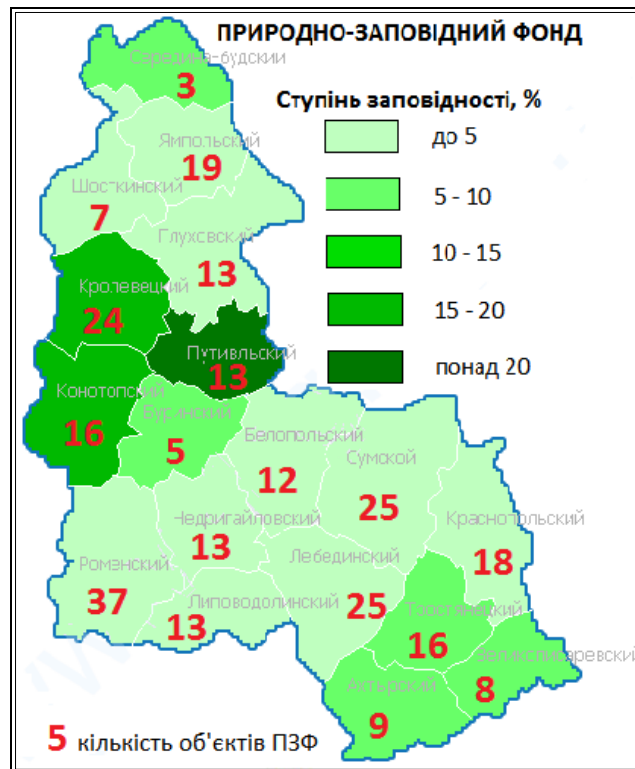 ПРИРОДНО-ЗАПОВІДНИЙ ФОНД
Середина-будский
3
Ступінь заповідності, %
до 5
5 - 10
10 - 15
15 - 20
понад 20
Ямпольский
19
Шосткинский
7
Глуховский
13
Кролевецкий
24
Путивльский
13
Конотопский
16
Буринский
5
Белопольский
12
Сумской
25
Краснопольский
18
Недригайловский
13
Роменский
37
Лебединский
25
Липоводолинский
13
Тростянецкий
16
Великописаревский
8
Ахтырский
9
5 кількість об'єктів ПЗФ